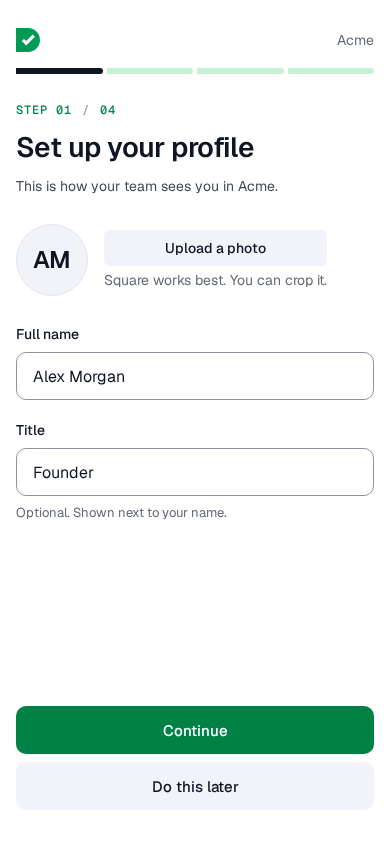 Acme
STEP 01 / 04
Set up your profile
This is how your team sees you in Acme.
AM
Upload a photo
Square works best. You can crop it.
Full name
Alex Morgan
Title
Founder
Optional. Shown next to your name.
Continue
Do this later